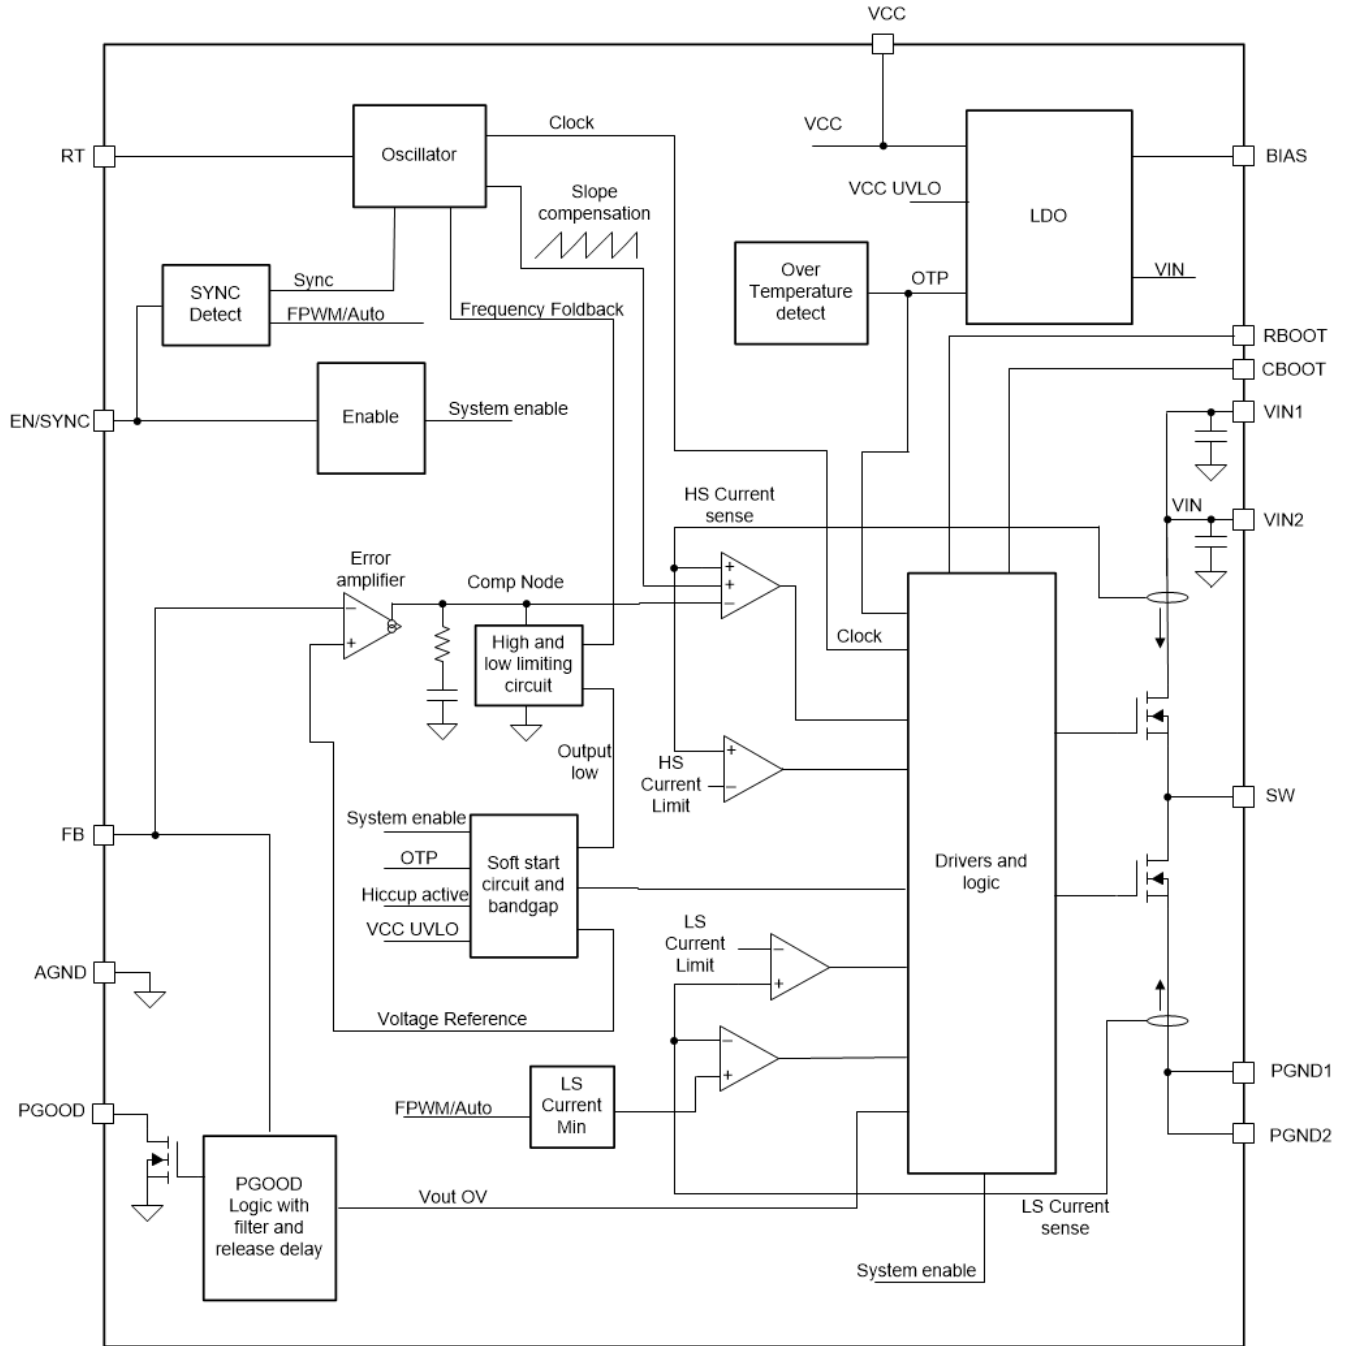 VCC
RT
Oscillator
Clock
VCC
BIAS
VCC UVLO
LDO
Slope
compensation
Over
Temperature
detect
OTP
VIN
SYNC
Detect
Sync
FPWM/Auto
Frequency Foldback
RBOOT
CBOOT
EN/SYNC
Enable
System enable
VIN1
HS Current
sense
VIN
VIN2
Error
amplifier
Comp Node
−
+
+
+
−
High and
low limiting
circuit
Clock
Output
low
HS
Current
Limit
+
−
SW
FB
System enable
OTP
Hiccup active
VCC UVLO
Soft start
circuit and
bandgap
Drivers and
logic
LS
Current
Limit
−
+
AGND
Voltage Reference
−
+
PGND1
PGOOD
FPWM/Auto
LS
Current
Min
PGND2
PGOOD
Logic with
filter and
release delay
Vout OV
LS Current
sense
System enable